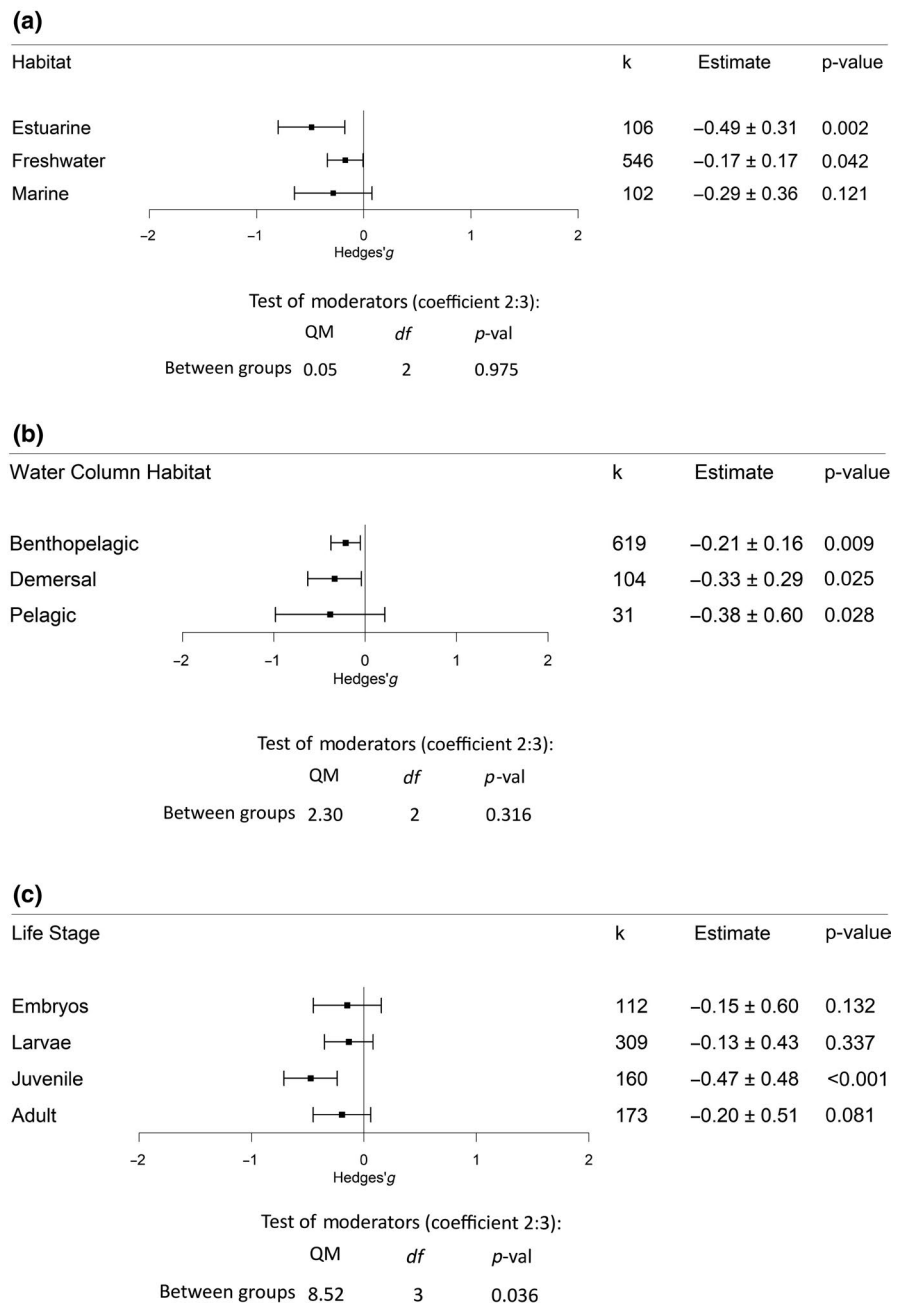 (a)
Habitat k Estimate p-value
Estuarine 106 −0.49 ± 0.31 0.002
Freshwater 546 −0.17 ± 0.17 0.042
Marine 102 −0.29 ± 0.36 0.121
−2 −1 0 1 2
Hedges'g
Test of moderators (coefficient 2:3):
QM df p-val
Between groups 0.05 2 0.975
(b)
Water Column Habitat k Estimate p-value
Benthopelagic 619 −0.21 ± 0.16 0.009
Demersal 104 −0.33 ± 0.29 0.025
Pelagic 31 −0.38 ± 0.60 0.028
−2 −1 0 1 2
Hedges'g
Test of moderators (coefficient 2:3):
QM df p-val
Between groups 2.30 2 0.316
(c)
Life Stage k Estimate p-value
Embryos 112 −0.15 ± 0.60 0.132
Larvae 309 −0.13 ± 0.43 0.337
Juvenile 160 −0.47 ± 0.48 <0.001
Adult 173 −0.20 ± 0.51 0.081
−2 −1 0 1 2
Hedges'g
Test of moderators (coefficient 2:3):
QM df p-val
Between groups 8.52 3 0.036